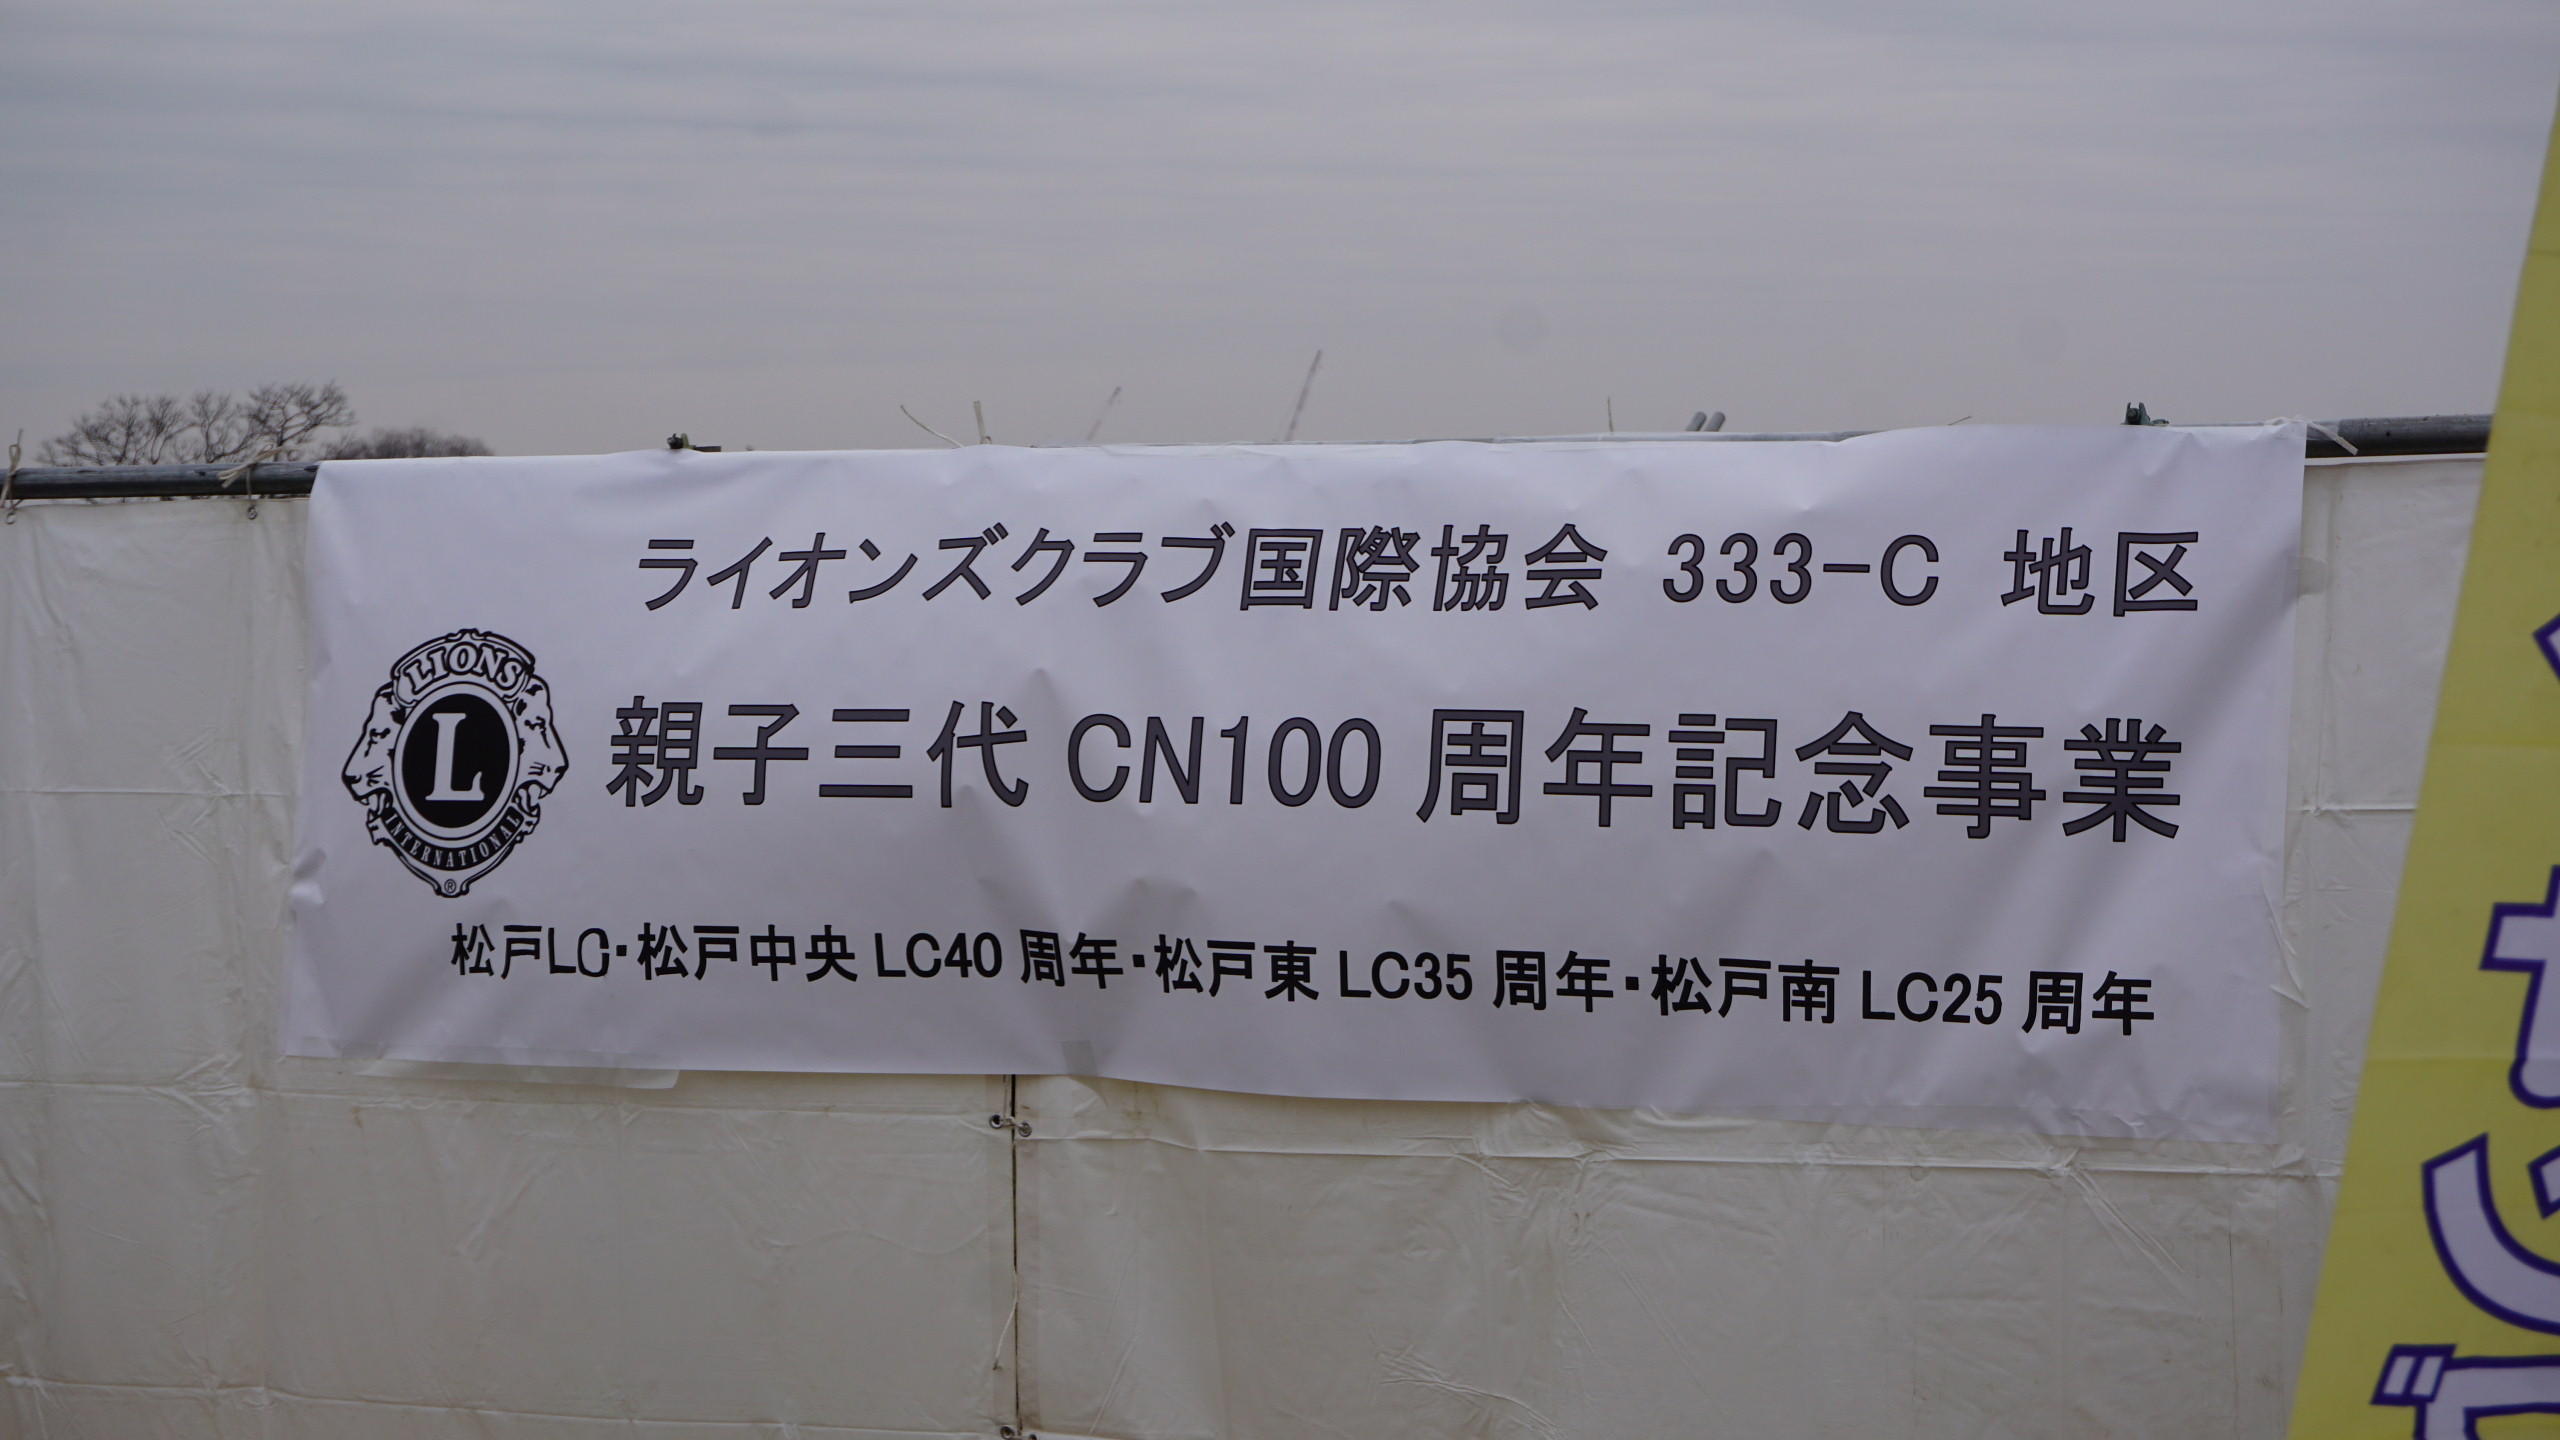 ライオンズクラブ国際協会 333-C 地区
LIONS
L
INTERNATIONAL
®
親子三代 CN100 周年記念事業
松戸LC・松戸中央 LC40 周年・松戸東 LC35 周年・松戸南 LC25 周年